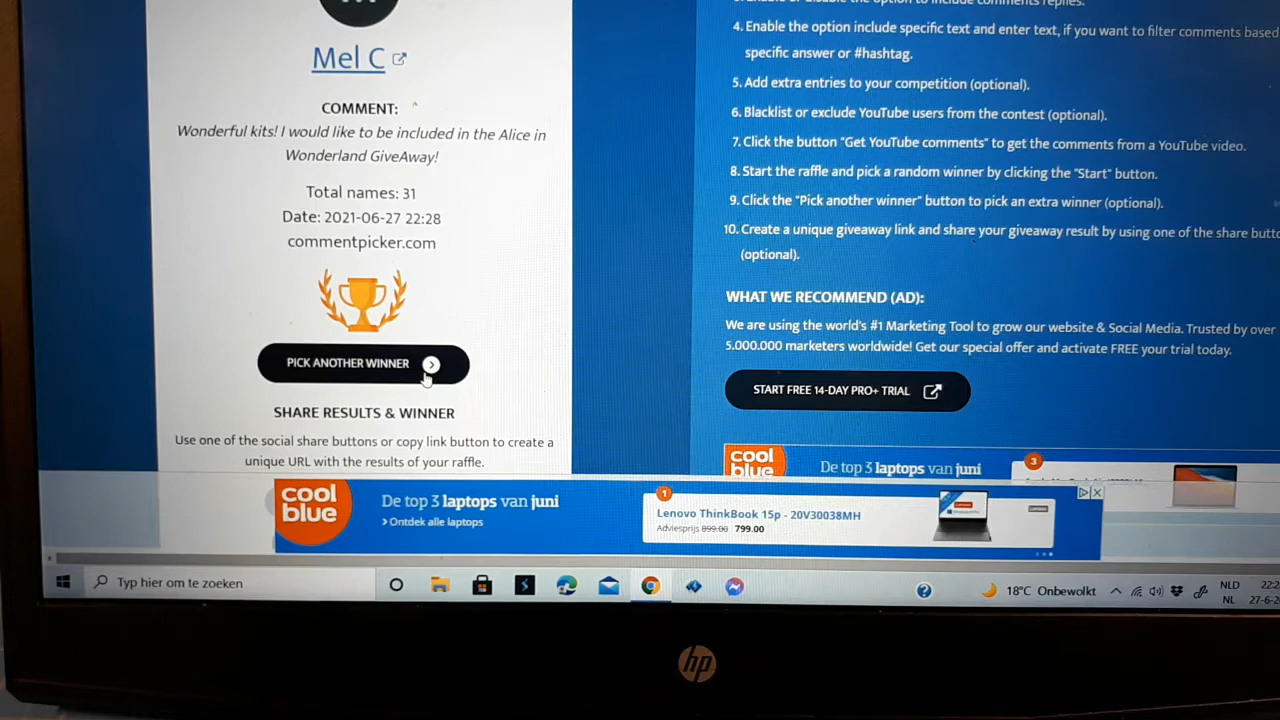 Mel C
COMMENT:
Wonderful kits! I would like to be included in the Alice in
Wonderland GiveAway!
Total names: 31
Date: 2021-06-27 22:28
commentpicker.com
PICK ANOTHER WINNER
SHARE RESULTS & WINNER
Use one of the social share buttons or copy link button to create a
unique URL with the results of your raffle.
4. Enable the option include specific text and enter text, if you want to filter comments based
specific answer or #hashtag.
5. Add extra entries to your competition (optional).
6. Blacklist or exclude YouTube users from the contest (optional).
7. Click the button "Get YouTube comments" to get the comments from a YouTube video.
8. Start the raffle and pick a random winner by clicking the "Start" button.
9. Click the "Pick another winner" button to pick an extra winner (optional).
10. Create a unique giveaway link and share your giveaway result by using one of the share
(optional).
WHAT WE RECOMMEND (AD):
We are using the world's #1 Marketing Tool to grow our website & Social Media. Trusted by over
5.000.000 marketers worldwide! Get our special offer and activate FREE your trial today.
START FREE 14-DAY PRO+ TRIAL
cool
blue
De top 3 laptops van juni
3
cool
blue
De top 3 laptops van juni
Ontdek alle laptops
1
Lenovo ThinkBook 15p - 20V30038MH
Adviesprijs 899.00 799.00
Typ hier om te zoeken
18°C Onbewolkt
NLD
NL
hp